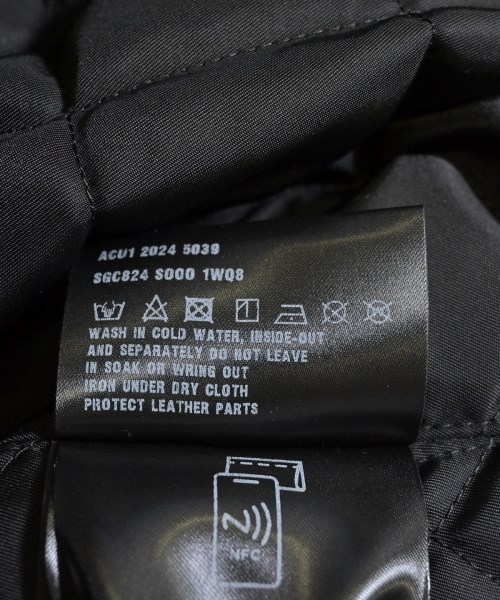 ACU1 2024 5039
SGC824 S000 1WQ8
WASH IN COLD WATER, INSIDE-OUT
AND SEPARATELY DO NOT LEAVE
IN SOAK OR WRING OUT
IRON UNDER DRY CLOTH
PROTECT LEATHER PARTS
NFC